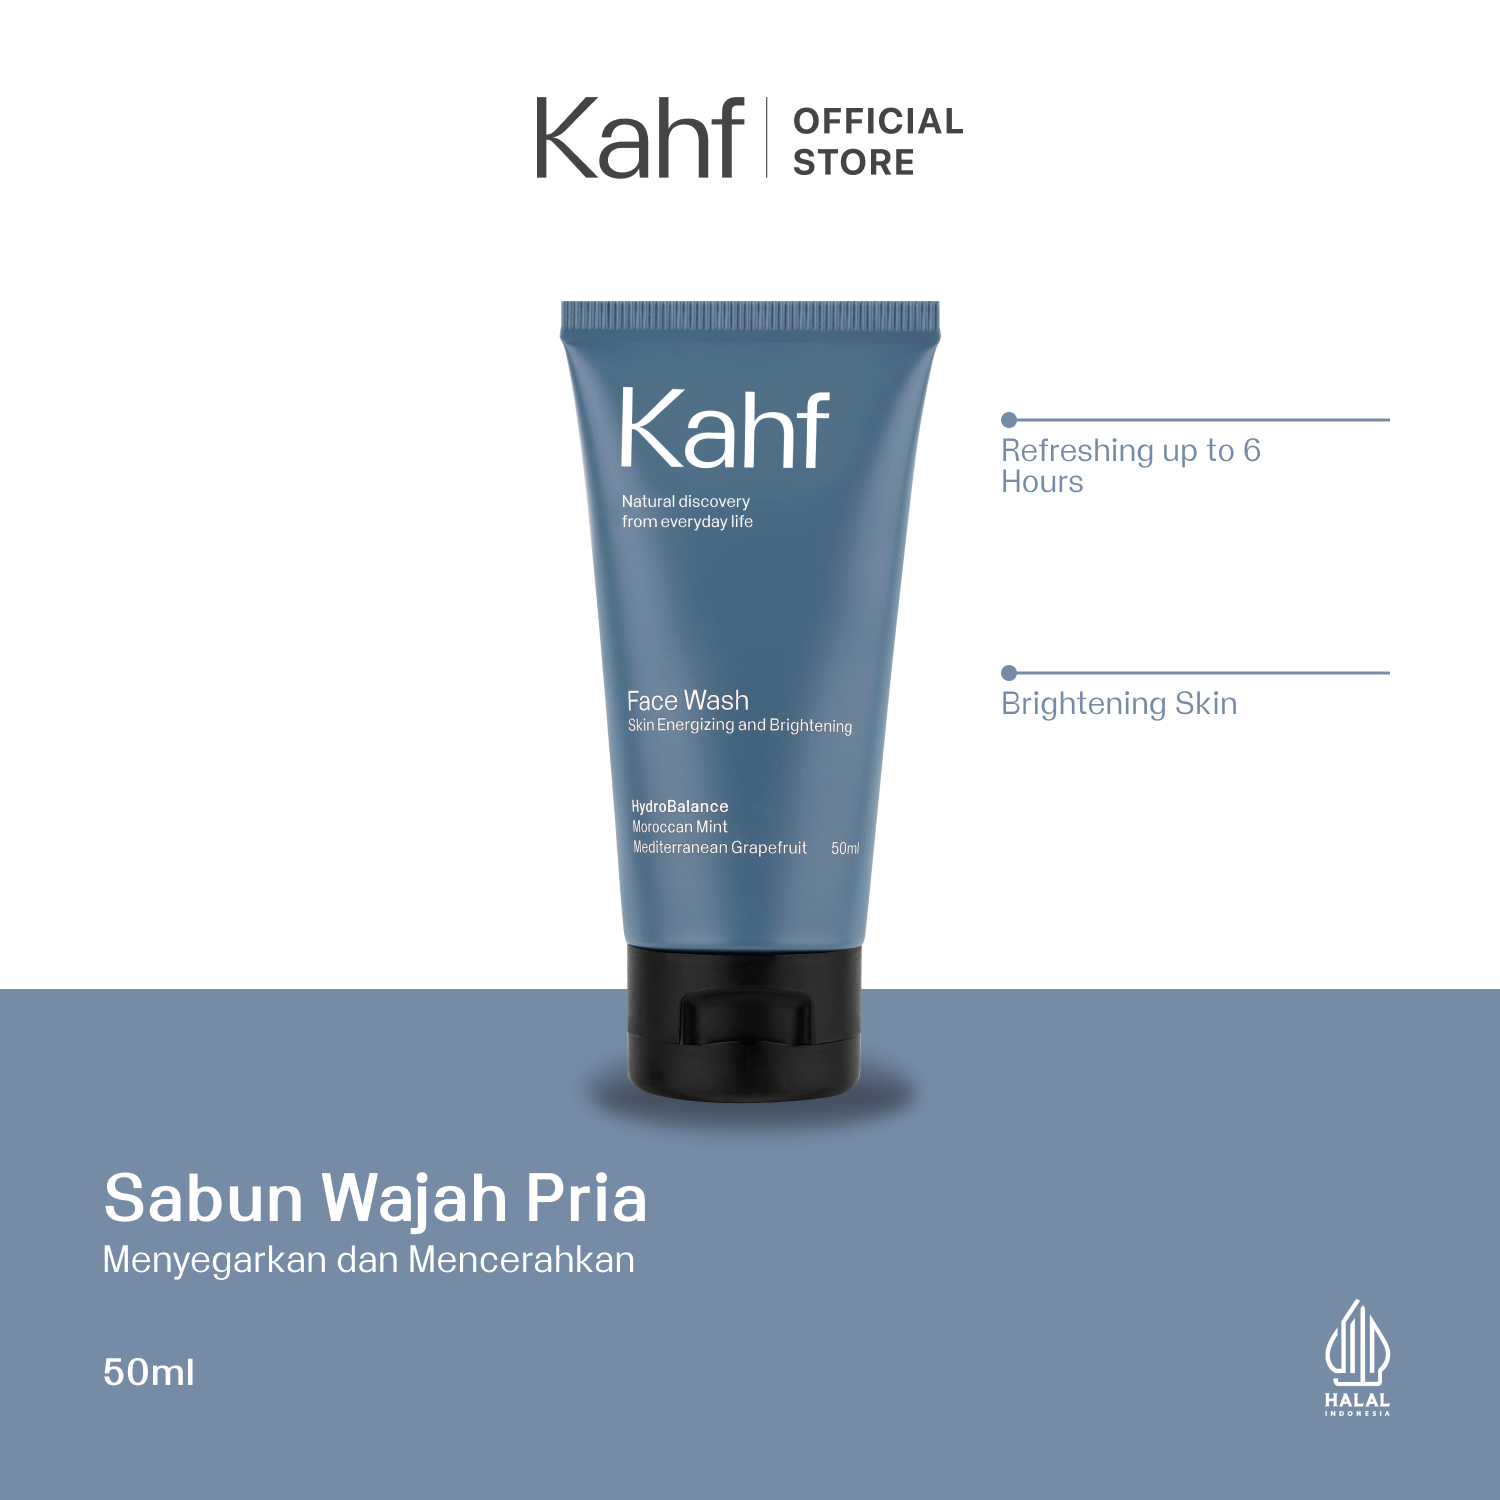 Kahf
OFFICIAL
STORE
Kahf
Natural discovery
from everyday life
Face Wash
Skin Energizing and Brightening
HydroBalance
Moroccan Mint
Mediterranean Grapefruit 50ml
Refreshing up to 6
Hours
Brightening Skin
Sabun Wajah Pria
Menyegarkan dan Mencerahkan
50ml
HALAL
INDONESIA